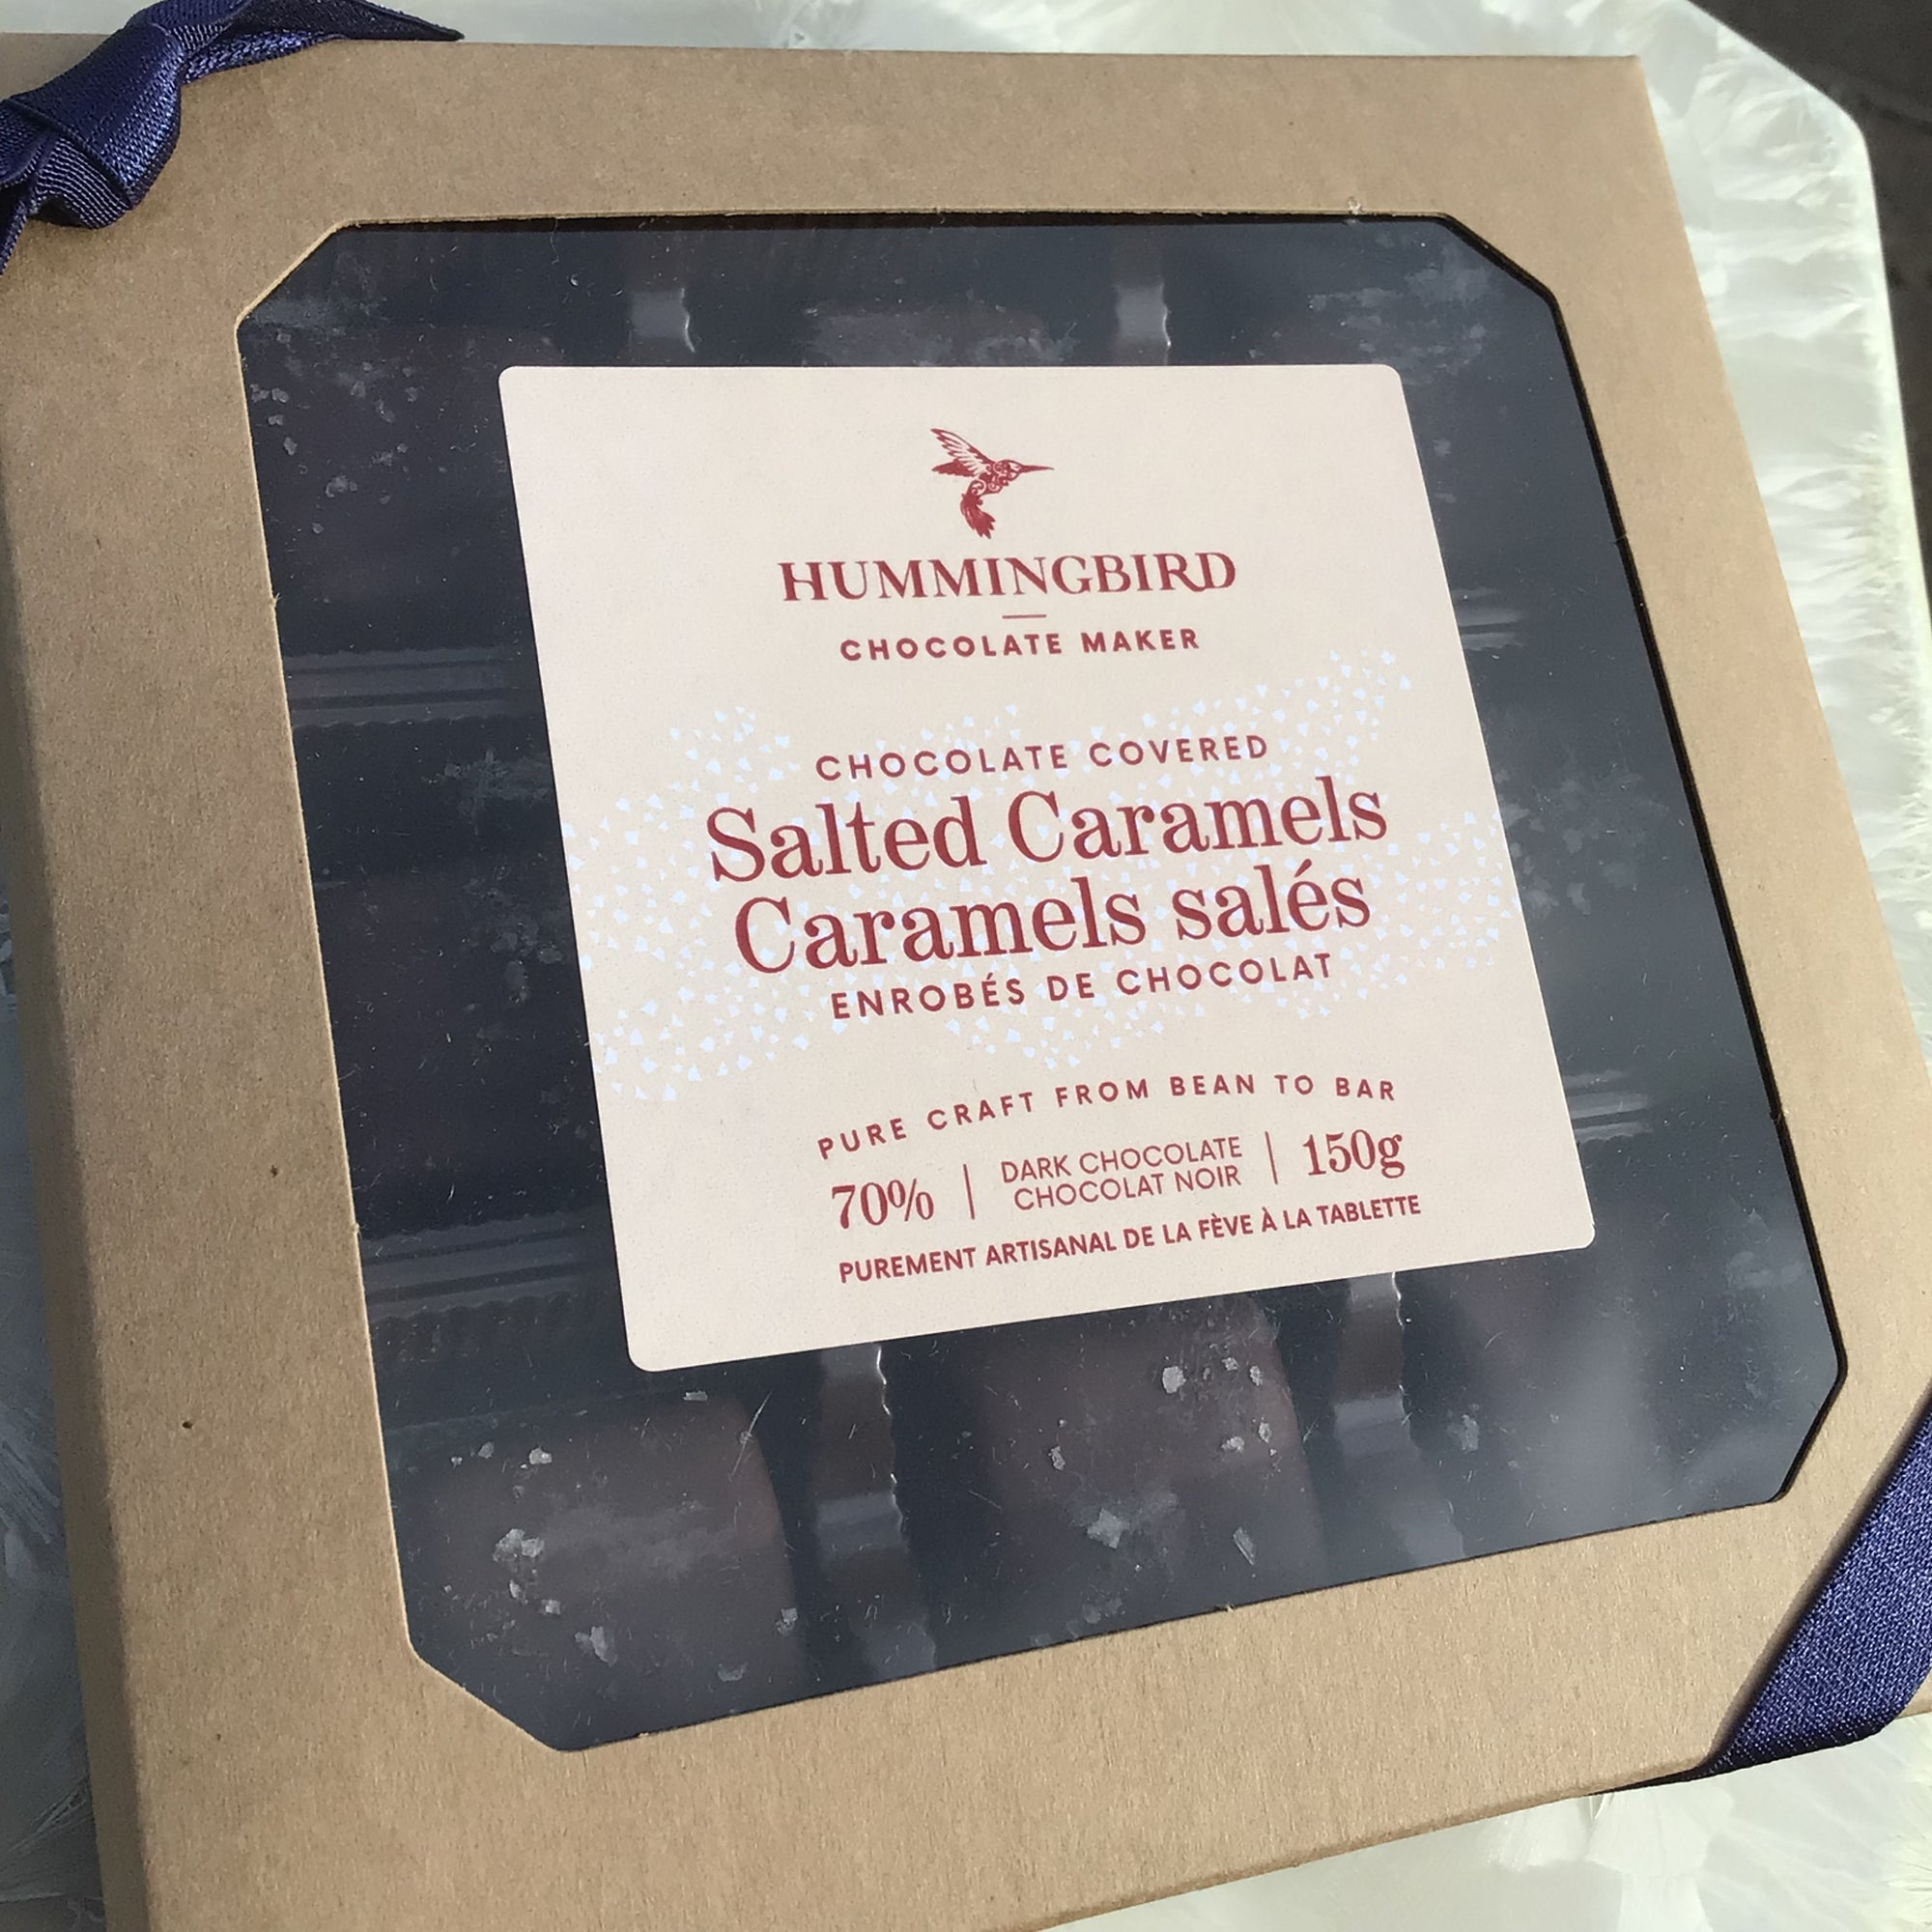 HUMMINGBIRD
CHOCOLATE MAKER
CHOCOLATE COVERED
Salted Caramels
Caramels salés
ENROBÉS DE CHOCOLAT
PURE CRAFT FROM BEAN TO BAR
70% | DARK CHOCOLATE | 150g
CHOCOLAT NOIR
PUREMENT ARTISANAL DE LA FÈVE À LA TABLETTE